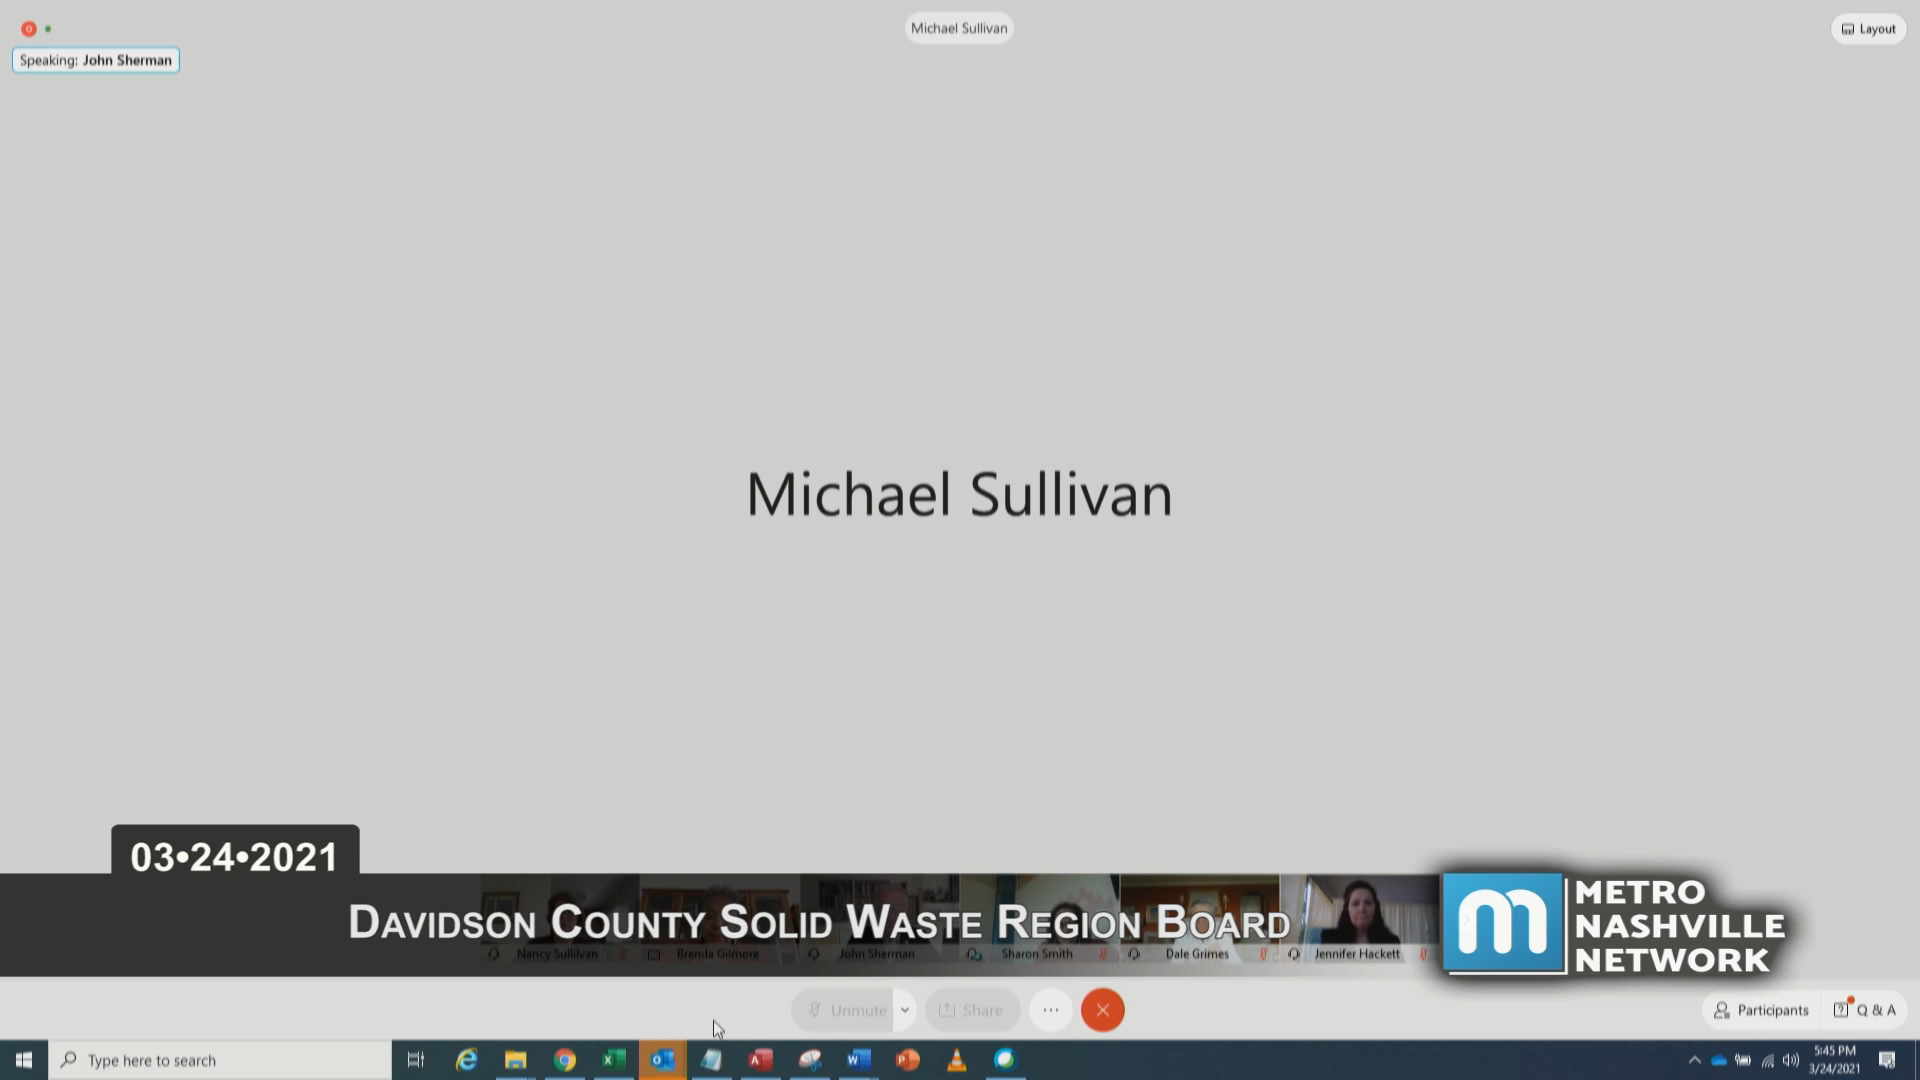 Michael Sullivan
Layout
Speaking: John Sherman
Michael Sullivan
03•24•2021
DAVIDSON COUNTY SOLID WASTE REGION BOARD
METRO
NASHVILLE
NETWORK
Nancy Sullilvan
Brenda Gilmore
John Sherman
Sharon Smith
Dale Grimes
Jennifer Hackett
Unmute
Share
Participants
Q & A
Type here to search
5:45 PM
3/24/2021